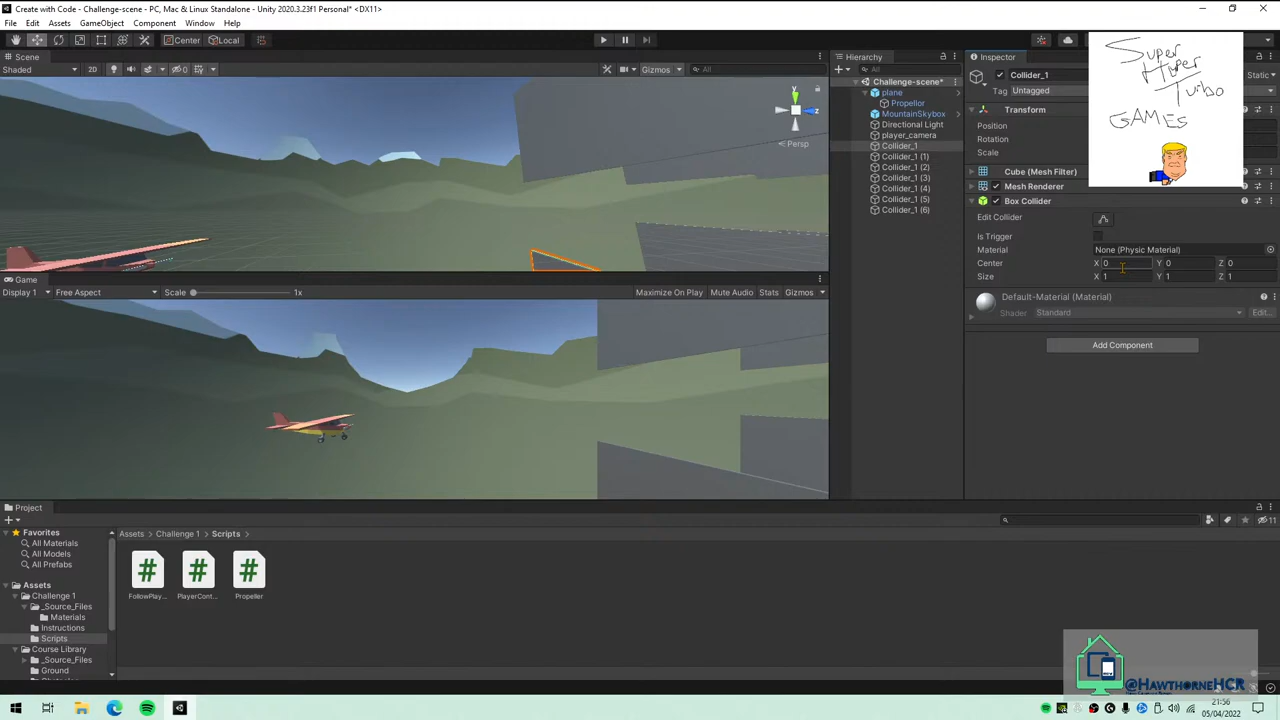 Create with Code - Challenge-scene - PC, Mac & Linux Standalone - Unity 2020.3.23f1 Personal* <DX11>
File Edit Assets GameObject Component Window Help
Center Local
Scene
Shaded 2D 0 Gizmos All
y z
Persp
Game
Display 1 Free Aspect Scale 1x Maximize On Play Mute Audio Stats Gizmos
Hierarchy
All
Challenge-scene*
plane
Propellor
MountainSkybox
Directional Light
player_camera
Collider_1
Collider_1 (1)
Collider_1 (2)
Collider_1 (3)
Collider_1 (4)
Collider_1 (5)
Collider_1 (6)
Inspector
Collider_1 Static
Tag Untagged
Transform
Position
Rotation
Scale
Cube (Mesh Filter)
Mesh Renderer
Box Collider
Edit Collider
Is Trigger
Material None (Physic Material)
Center X 0 Y 0 Z 0
Size X 1 Y 1 Z 1
Default-Material (Material)
Shader Standard Edit...
Add Component
Super
Hyper
Turbo
GAMES
Project
11
Favorites
All Materials
All Models
All Prefabs
Assets
Challenge 1
_Source_Files
Materials
Instructions
Scripts
Course Library
_Source_Files
Ground
Assets > Challenge 1 > Scripts >
# # #
FollowPlay... PlayerCont... Propeller
@HawthorneHCR
21:56
05/04/2022